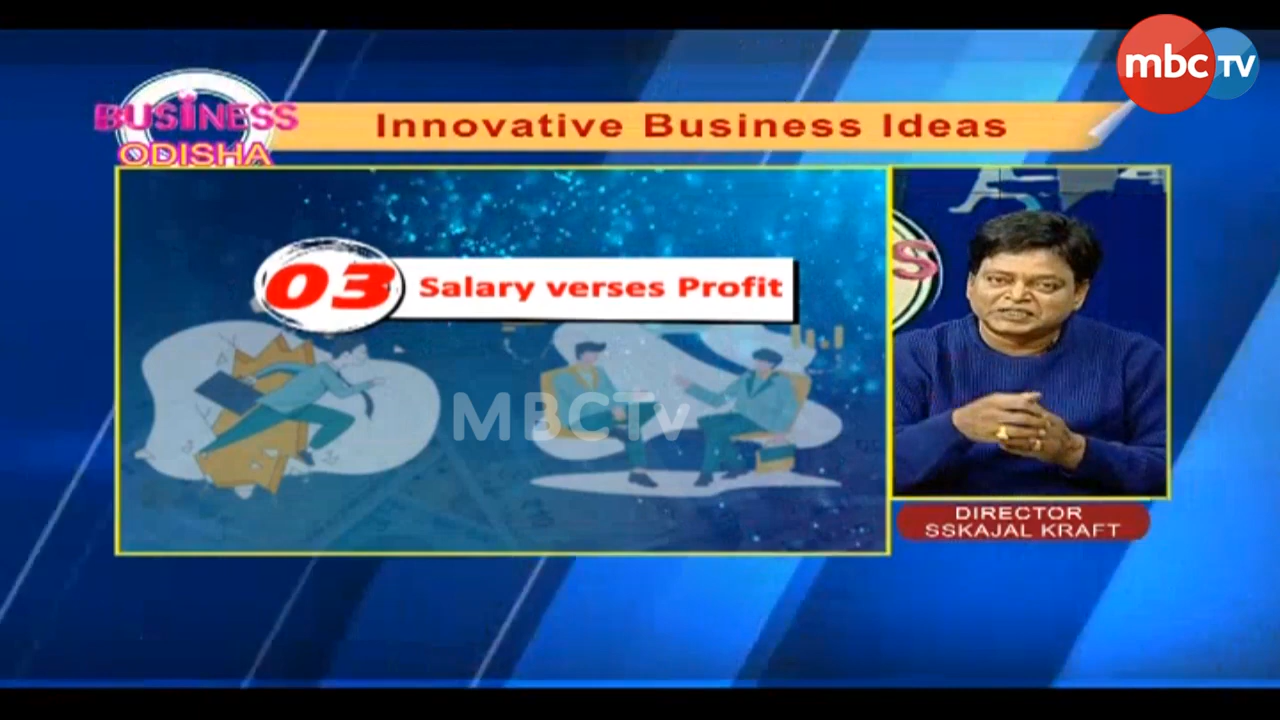 mbc TV
BUSINESS
ODISHA
Innovative Business Ideas
03 Salary verses Profit
S
MBCTv
DIRECTOR
SSKAJAL KRAFT